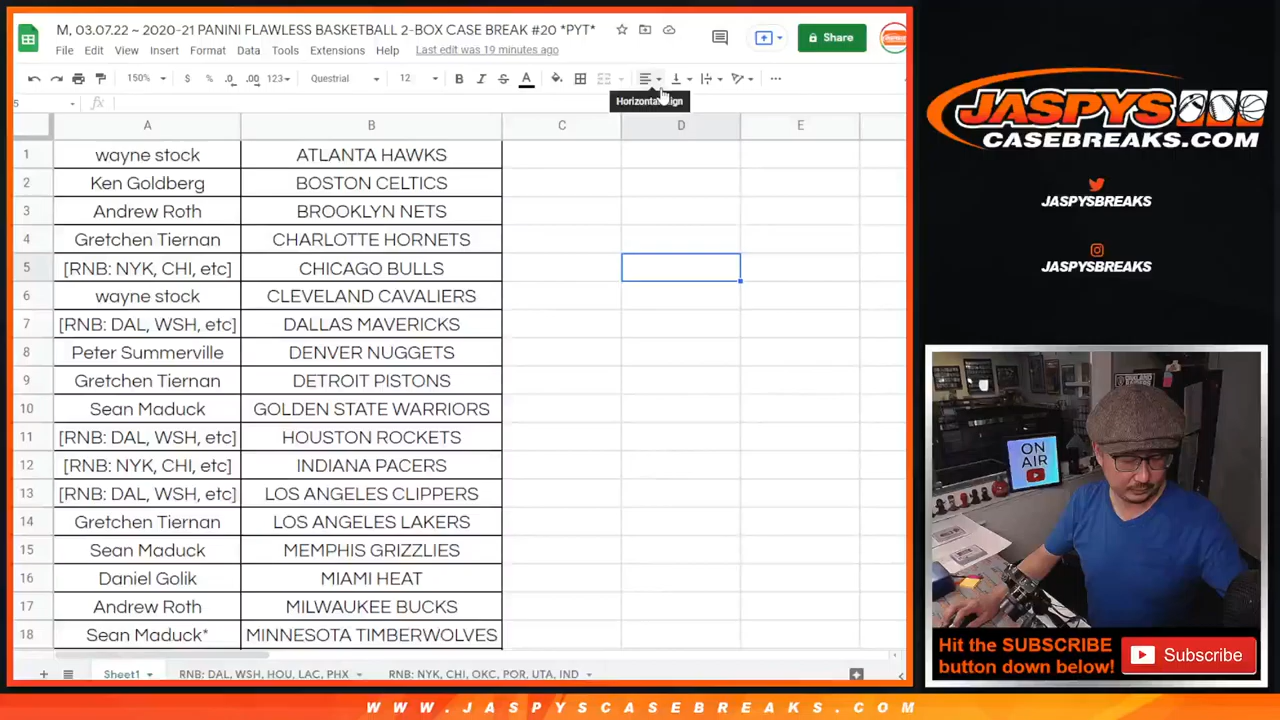 M, 03.07.22 ~ 2020-21 PANINI FLAWLESS BASKETBALL 2-BOX CASE BREAK #20 *PYT*
File Edit View Insert Format Data Tools Extensions Help Last edit was 19 minutes ago
Share
150% $ % .0 .00 123 Questrial 12 B I S A
Horizontal align
5 fx
A B C D E
1 wayne stock ATLANTA HAWKS
2 Ken Goldberg BOSTON CELTICS
3 Andrew Roth BROOKLYN NETS
4 Gretchen Tiernan CHARLOTTE HORNETS
5 [RNB: NYK, CHI, etc] CHICAGO BULLS
6 wayne stock CLEVELAND CAVALIERS
7 [RNB: DAL, WSH, etc] DALLAS MAVERICKS
8 Peter Summerville DENVER NUGGETS
9 Gretchen Tiernan DETROIT PISTONS
10 Sean Maduck GOLDEN STATE WARRIORS
11 [RNB: DAL, WSH, etc] HOUSTON ROCKETS
12 [RNB: NYK, CHI, etc] INDIANA PACERS
13 [RNB: DAL, WSH, etc] LOS ANGELES CLIPPERS
14 Gretchen Tiernan LOS ANGELES LAKERS
15 Sean Maduck MEMPHIS GRIZZLIES
16 Daniel Golik MIAMI HEAT
17 Andrew Roth MILWAUKEE BUCKS
18 Sean Maduck* MINNESOTA TIMBERWOLVES
Sheet1 RNB: DAL, WSH, HOU, LAC, PHX RNB: NYK, CHI, OKC, POR, UTA, IND
JASPYS
CASEBREAKS.COM
JASPYSBREAKS
JASPYSBREAKS
ON
AIR
Hit the SUBSCRIBE
button down below!
Subscribe
WWW.JASPYSCASEBREAKS.COM